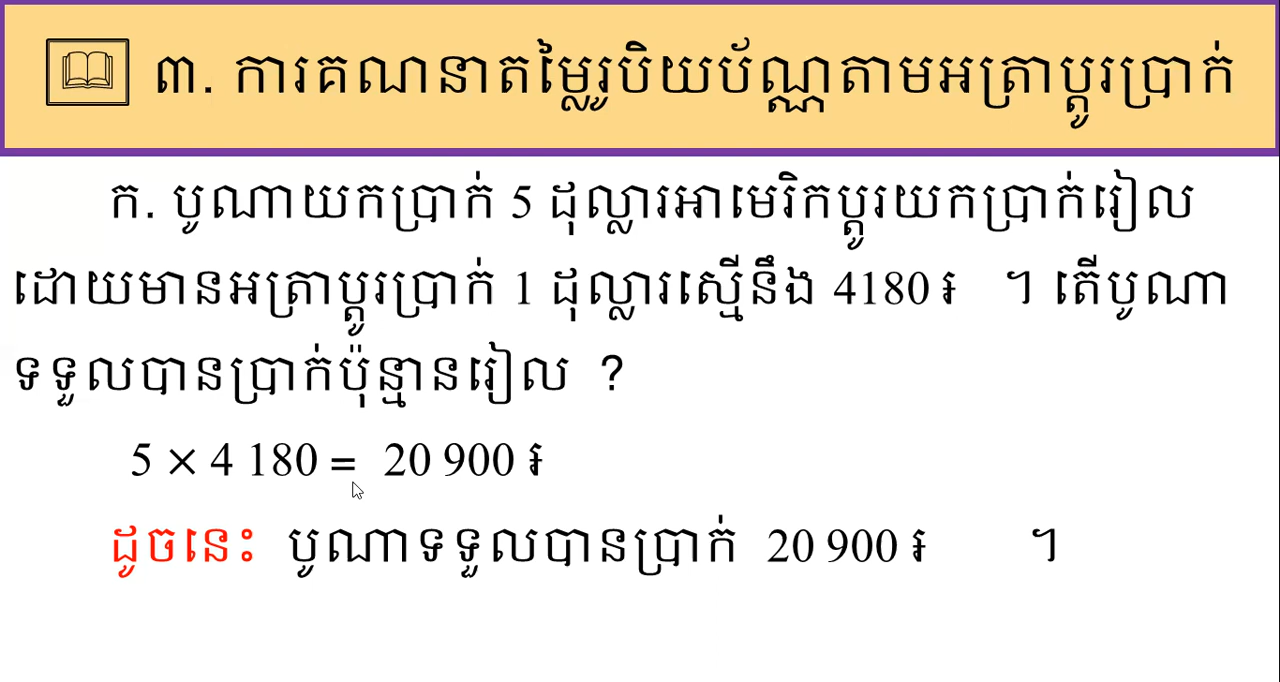 ៣. ការគណនាតម្លៃរូបិយប័ណ្ណតាមអត្រាប្តូរប្រាក់
ក. បូណាយកប្រាក់ 5 ដុល្លារអាមេរិកប្តូរយកប្រាក់រៀល
ដោយមានអត្រាប្តូរប្រាក់ 1 ដុល្លារស្មើនឹង 4180 ៛ ។ តើបូណា
ទទួលបានប្រាក់ប៉ុន្មានរៀល ?
5 × 4 180 = 20 900 ៛
ដូចនេះ បូណាទទួលបានប្រាក់ 20 900 ៛ ។